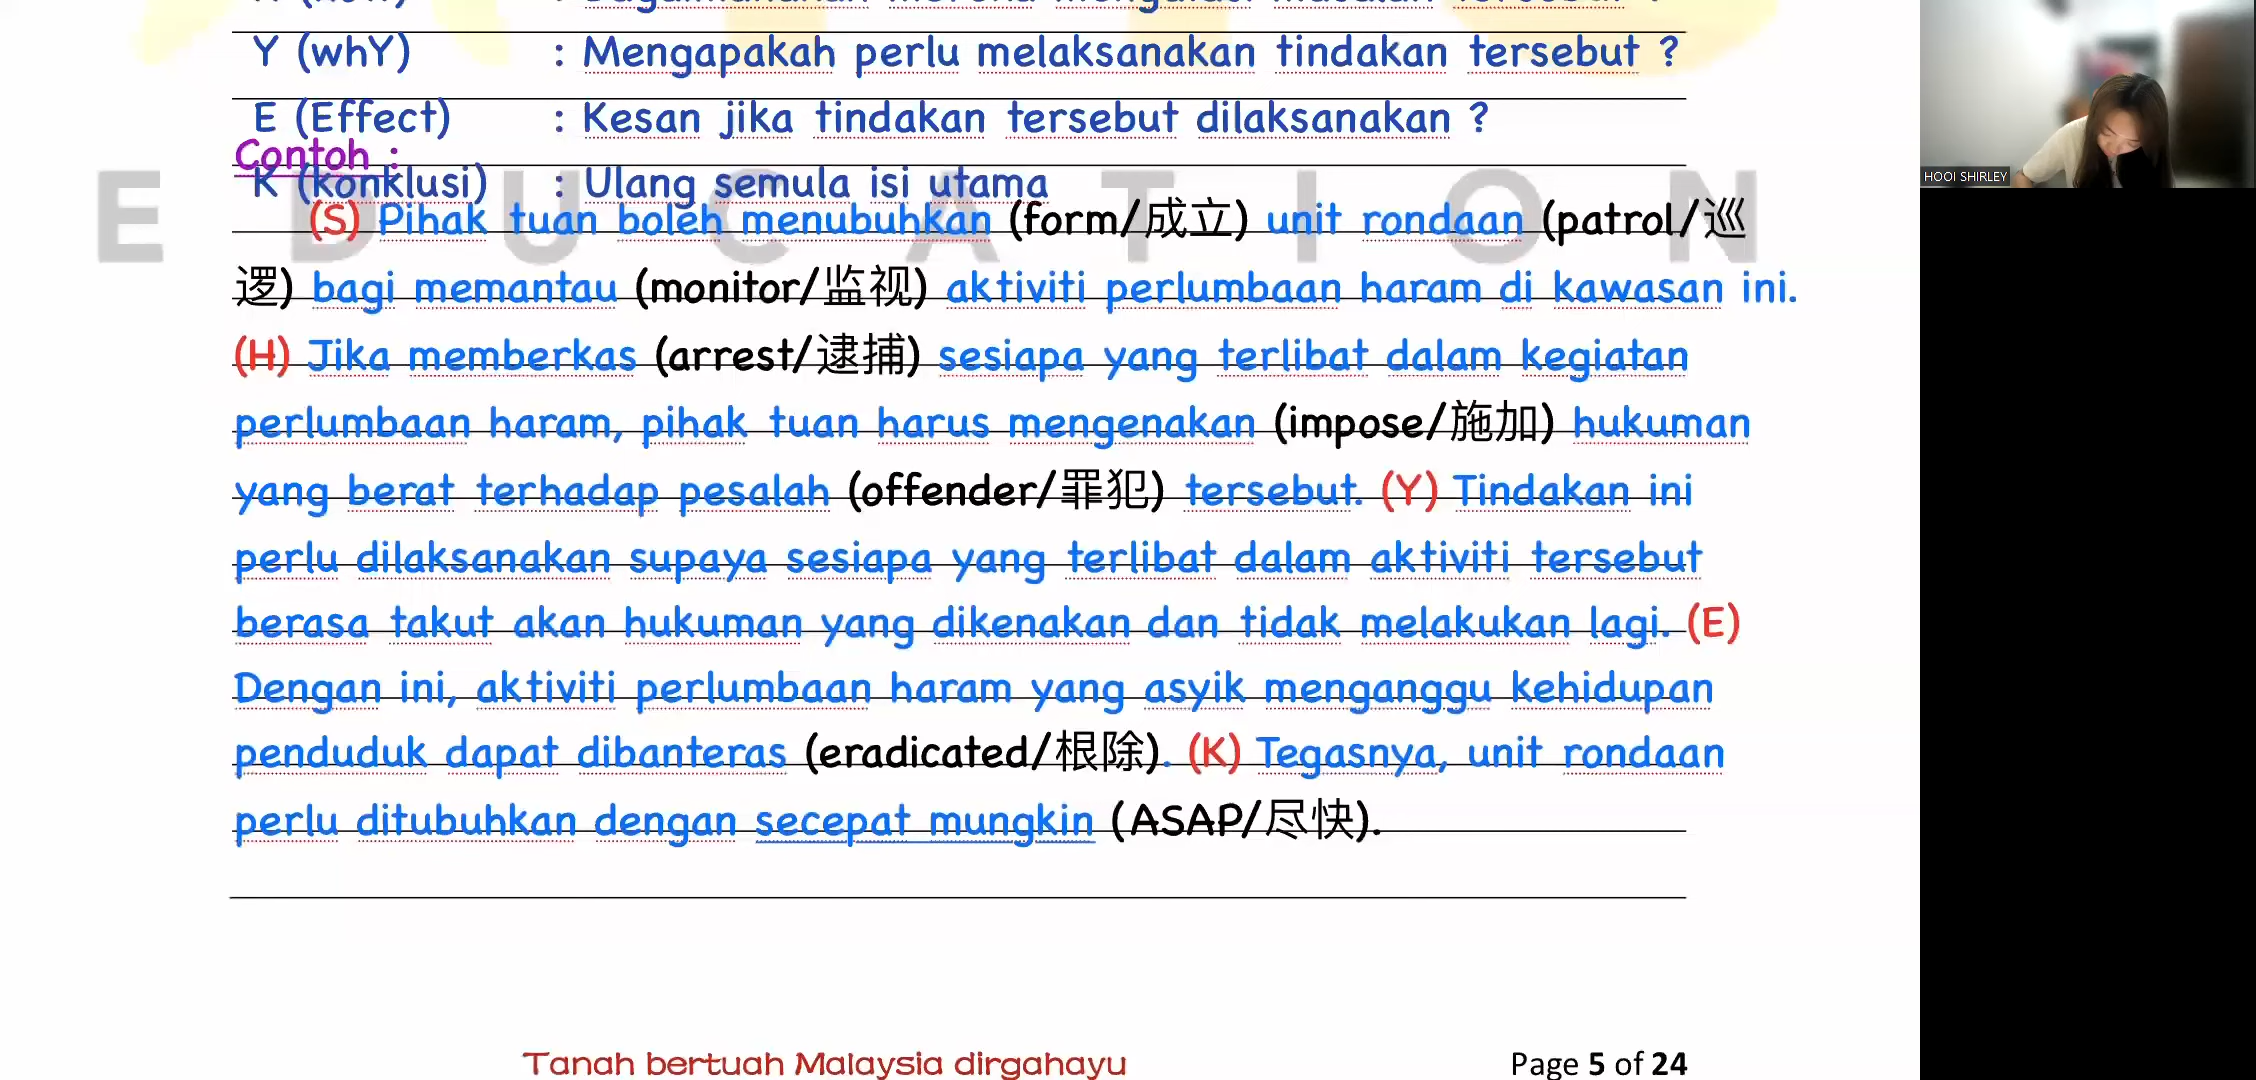 Y (whY) : Mengapakah perlu melaksanakan tindakan tersebut ?
E (Effect) : Kesan jika tindakan tersebut dilaksanakan ?
Contoh :
K (konklusi) : Ulang semula isi utama
EDUCATION
(S) Pihak tuan boleh menubuhkan (form/成立) unit rondaan (patrol/巡
逻) bagi memantau (monitor/监视) aktiviti perlumbaan haram di kawasan ini.
(H) Jika memberkas (arrest/逮捕) sesiapa yang terlibat dalam kegiatan
perlumbaan haram, pihak tuan harus mengenakan (impose/施加) hukuman
yang berat terhadap pesalah (offender/罪犯) tersebut. (Y) Tindakan ini
perlu dilaksanakan supaya sesiapa yang terlibat dalam aktiviti tersebut
berasa takut akan hukuman yang dikenakan dan tidak melakukan lagi. (E)
Dengan ini, aktiviti perlumbaan haram yang asyik menganggu kehidupan
penduduk dapat dibanteras (eradicated/根除). (K) Tegasnya, unit rondaan
perlu ditubuhkan dengan secepat mungkin (ASAP/尽快).
Tanah bertuah Malaysia dirgahayu
Page 5 of 24
HOOI SHIRLEY